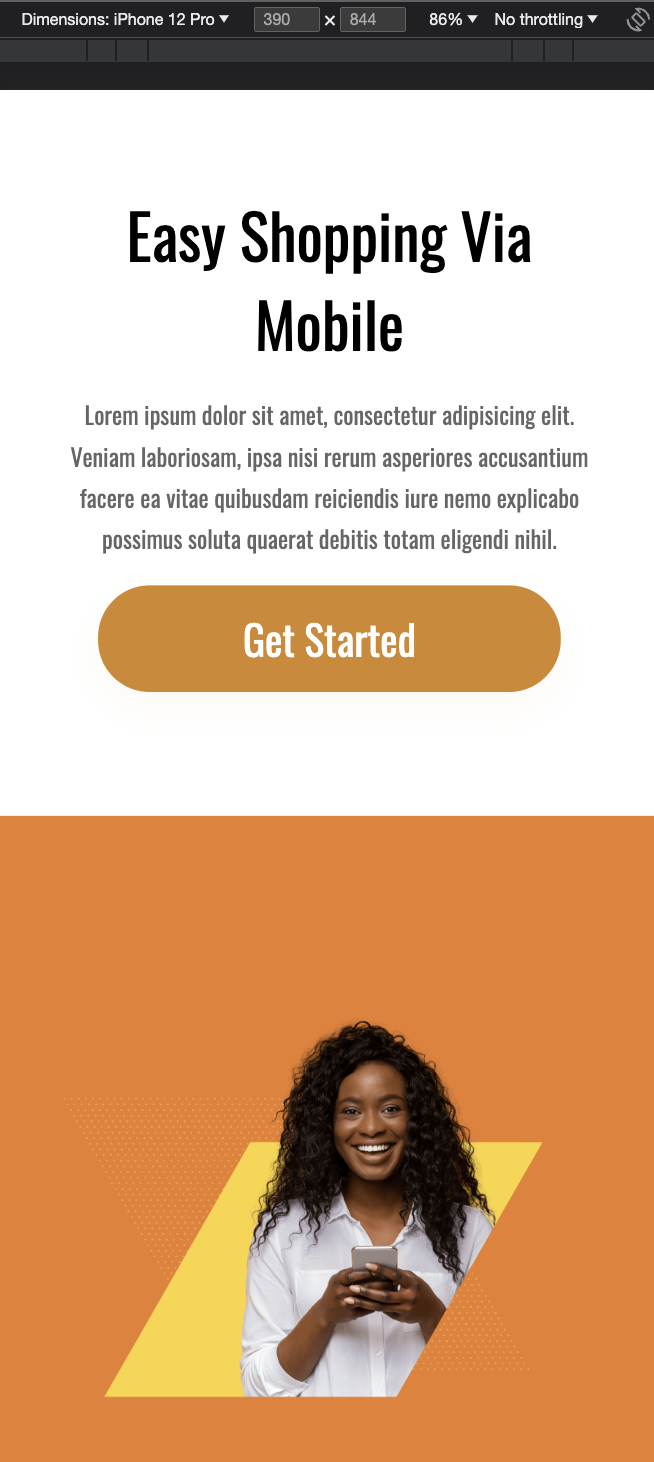 Dimensions: iPhone 12 Pro ▼ 390 × 844 86% ▼ No throttling ▼
Easy Shopping Via
Mobile
Lorem ipsum dolor sit amet, consectetur adipisicing elit.
Veniam laboriosam, ipsa nisi rerum asperiores accusantium
facere ea vitae quibusdam reiciendis iure nemo explicabo
possimus soluta quaerat debitis totam eligendi nihil.
Get Started